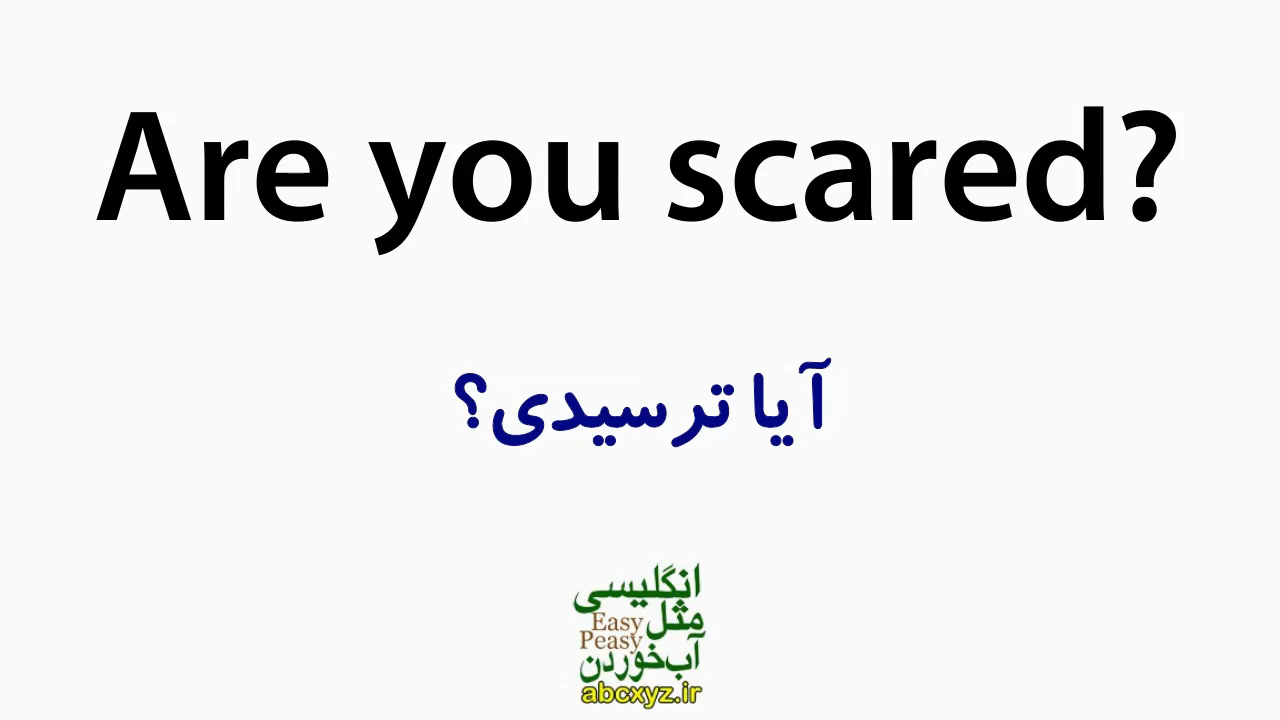 Are you scared?
آیا ترسیدی؟
انگلیسی
مثل Easy
Peasy
آب‌خوردن
abcxyz.ir